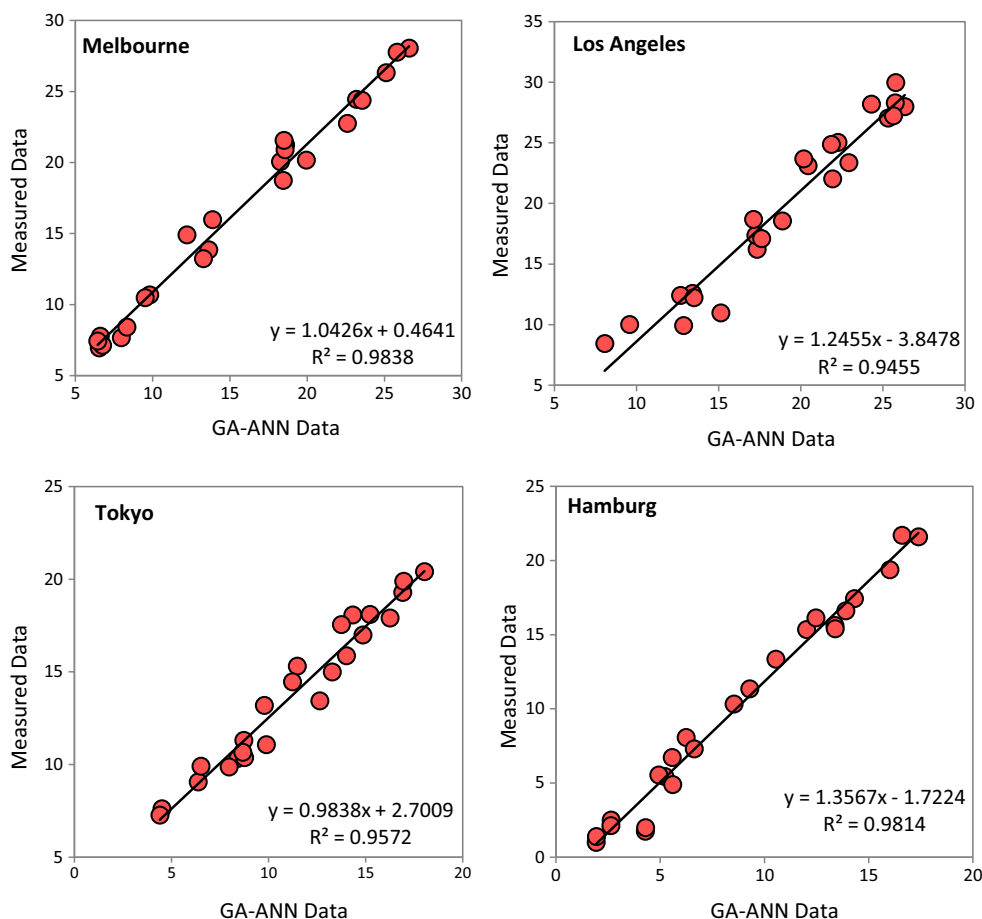 Melbourne
Measured Data
30
25
20
15
10
5
y = 1.0426x + 0.4641
R² = 0.9838
5 10 15 20 25 30
GA-ANN Data
Los Angeles
Measured Data
35
30
25
20
15
10
5
y = 1.2455x - 3.8478
R² = 0.9455
5 10 15 20 25 30
GA-ANN Data
Tokyo
Measured Data
25
20
15
10
5
y = 0.9838x + 2.7009
R² = 0.9572
0 5 10 15 20
GA-ANN Data
Hamburg
Measured Data
25
20
15
10
5
0
y = 1.3567x - 1.7224
R² = 0.9814
0 5 10 15 20
GA-ANN Data